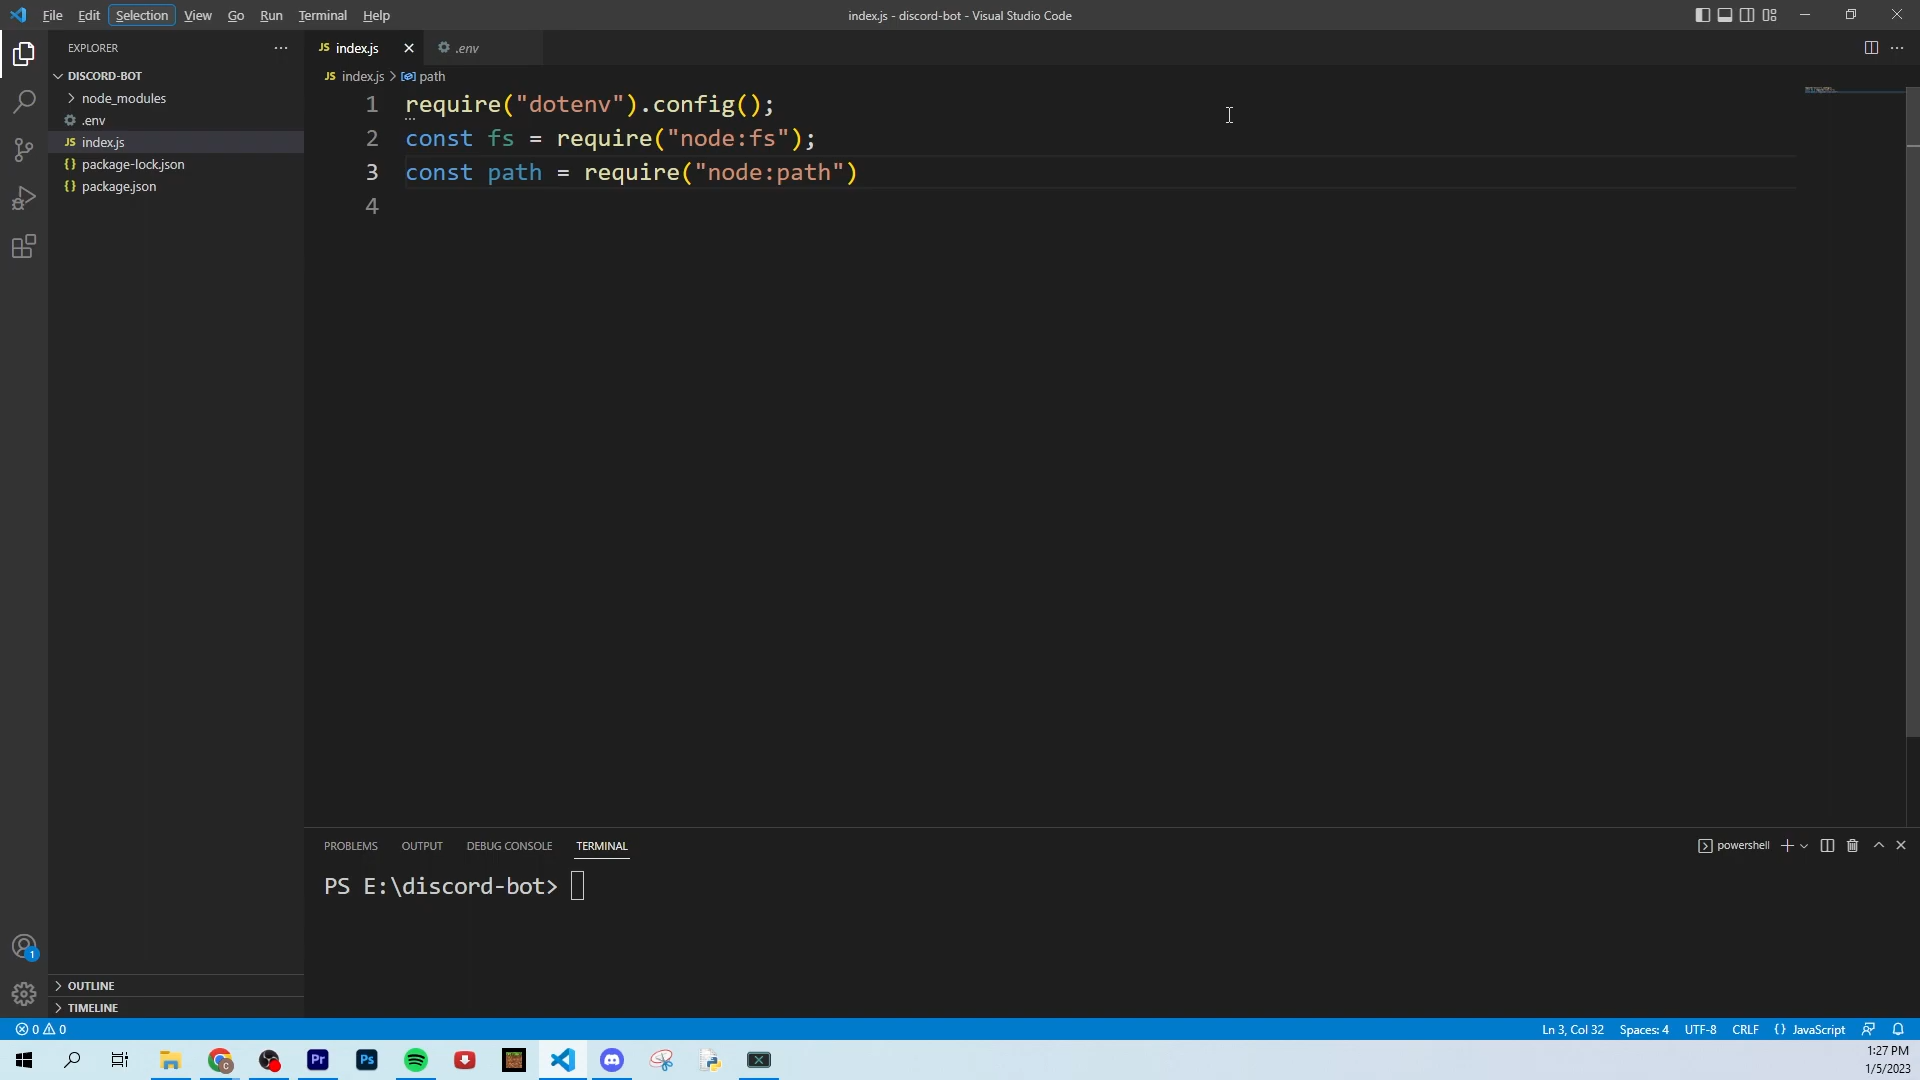 File Edit Selection View Go Run Terminal Help
index.js - discord-bot - Visual Studio Code
EXPLORER
DISCORD-BOT
node_modules
.env
JS index.js
{} package-lock.json
{} package.json
OUTLINE
TIMELINE
JS index.js
.env
JS index.js > path
1 require("dotenv").config();
2 const fs = require("node:fs");
3 const path = require("node:path")
4
PROBLEMS OUTPUT DEBUG CONSOLE TERMINAL
powershell
PS E:\discord-bot>
1
0 0
Ln 3, Col 32 Spaces: 4 UTF-8 CRLF {} JavaScript
Pr
Ps
1:27 PM
1/5/2023